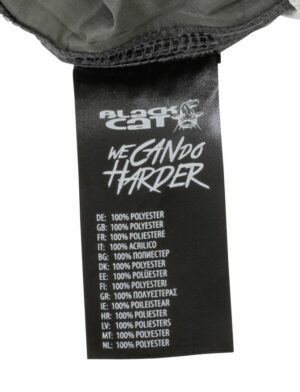 BLACK
CAT
WE CAN DO
HARDER
DE: 100% POLYESTER
GB: 100% POLYESTER
FR: 100% POLIESTERE
IT: 100% ACRILICO
BG: 100% ПОЛИЕСТЕР
DK: 100% POLYESTER
EE: 100% POLÜESTER
FI: 100% POLYESTERI
GR: 100% ΠΟΛΥΕΣΤΕΡΑΣ
IE: 100% POILEISTEAR
HR: 100% POLYESTER
LV: 100% POLIESTERS
MT: 100% POLYESTER
NL: 100% POLYESTER